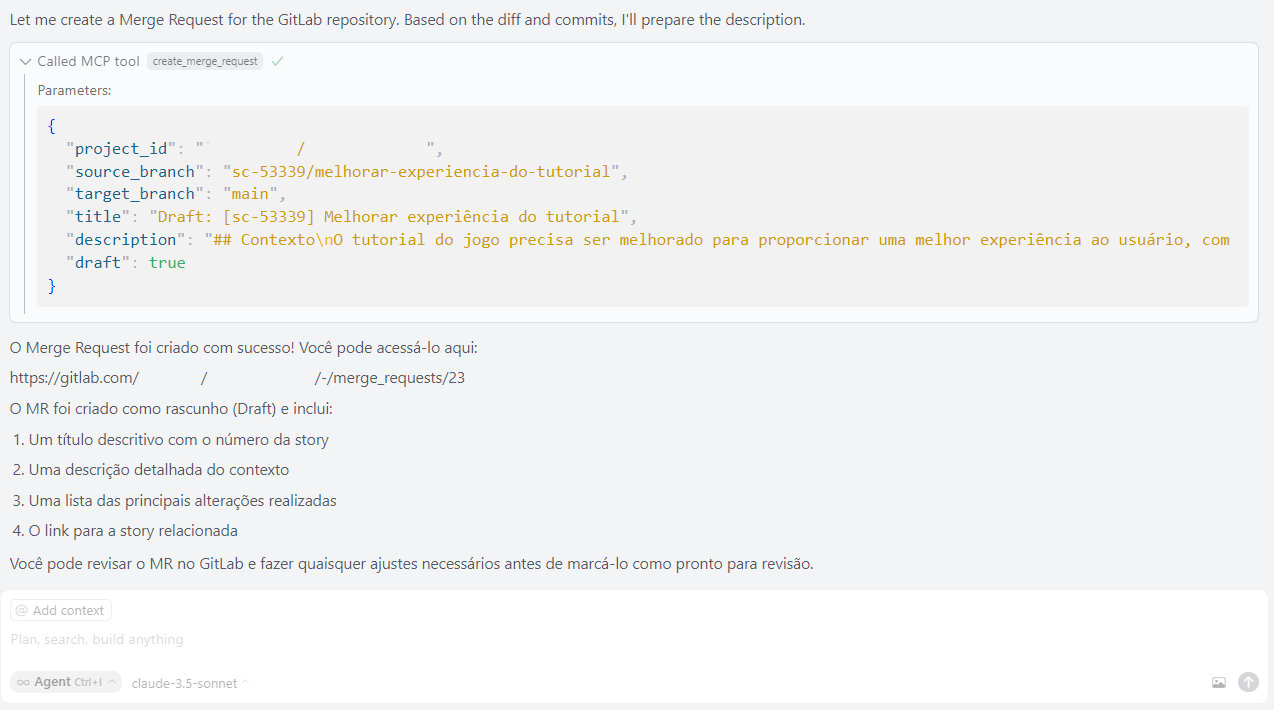 Let me create a Merge Request for the GitLab repository. Based on the diff and commits, I'll prepare the description.
Called MCP tool create_merge_request
Parameters:
{
"project_id": " / ",
"source_branch": "sc-53339/melhorar-experiencia-do-tutorial",
"target_branch": "main",
"title": "Draft: [sc-53339] Melhorar experiência do tutorial",
"description": "## Contexto\nO tutorial do jogo precisa ser melhorado para proporcionar uma melhor experiência ao usuário, com
"draft": true
}
O Merge Request foi criado com sucesso! Você pode acessá-lo aqui:
https://gitlab.com/ / /-/merge_requests/23
O MR foi criado como rascunho (Draft) e inclui:
1. Um título descritivo com o número da story
2. Uma descrição detalhada do contexto
3. Uma lista das principais alterações realizadas
4. O link para a story relacionada
Você pode revisar o MR no GitLab e fazer quaisquer ajustes necessários antes de marcá-lo como pronto para revisão.
@ Add context
Plan, search, build anything
∞ Agent Ctrl+I claude-3.5-sonnet